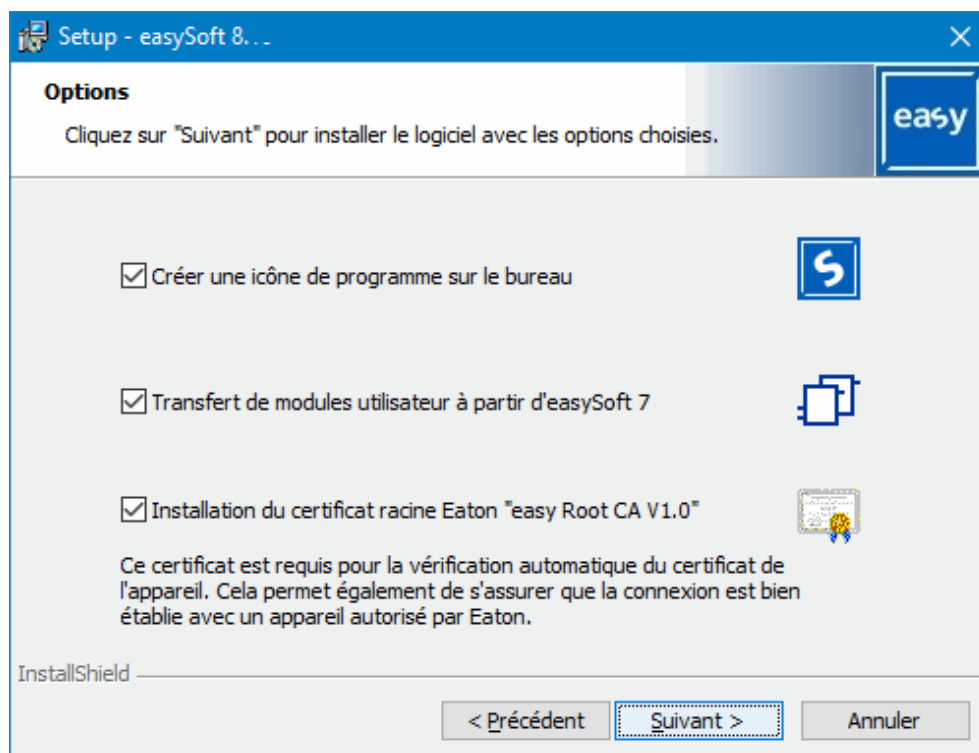 Setup - easySoft 8...
Options
Cliquez sur "Suivant" pour installer le logiciel avec les options choisies.
easy
Créer une icône de programme sur le bureau
S
Transfert de modules utilisateur à partir d'easySoft 7
Installation du certificat racine Eaton "easy Root CA V1.0"
Ce certificat est requis pour la vérification automatique du certificat de
l'appareil. Cela permet également de s'assurer que la connexion est bien
établie avec un appareil autorisé par Eaton.
InstallShield
< Précédent
Suivant >
Annuler